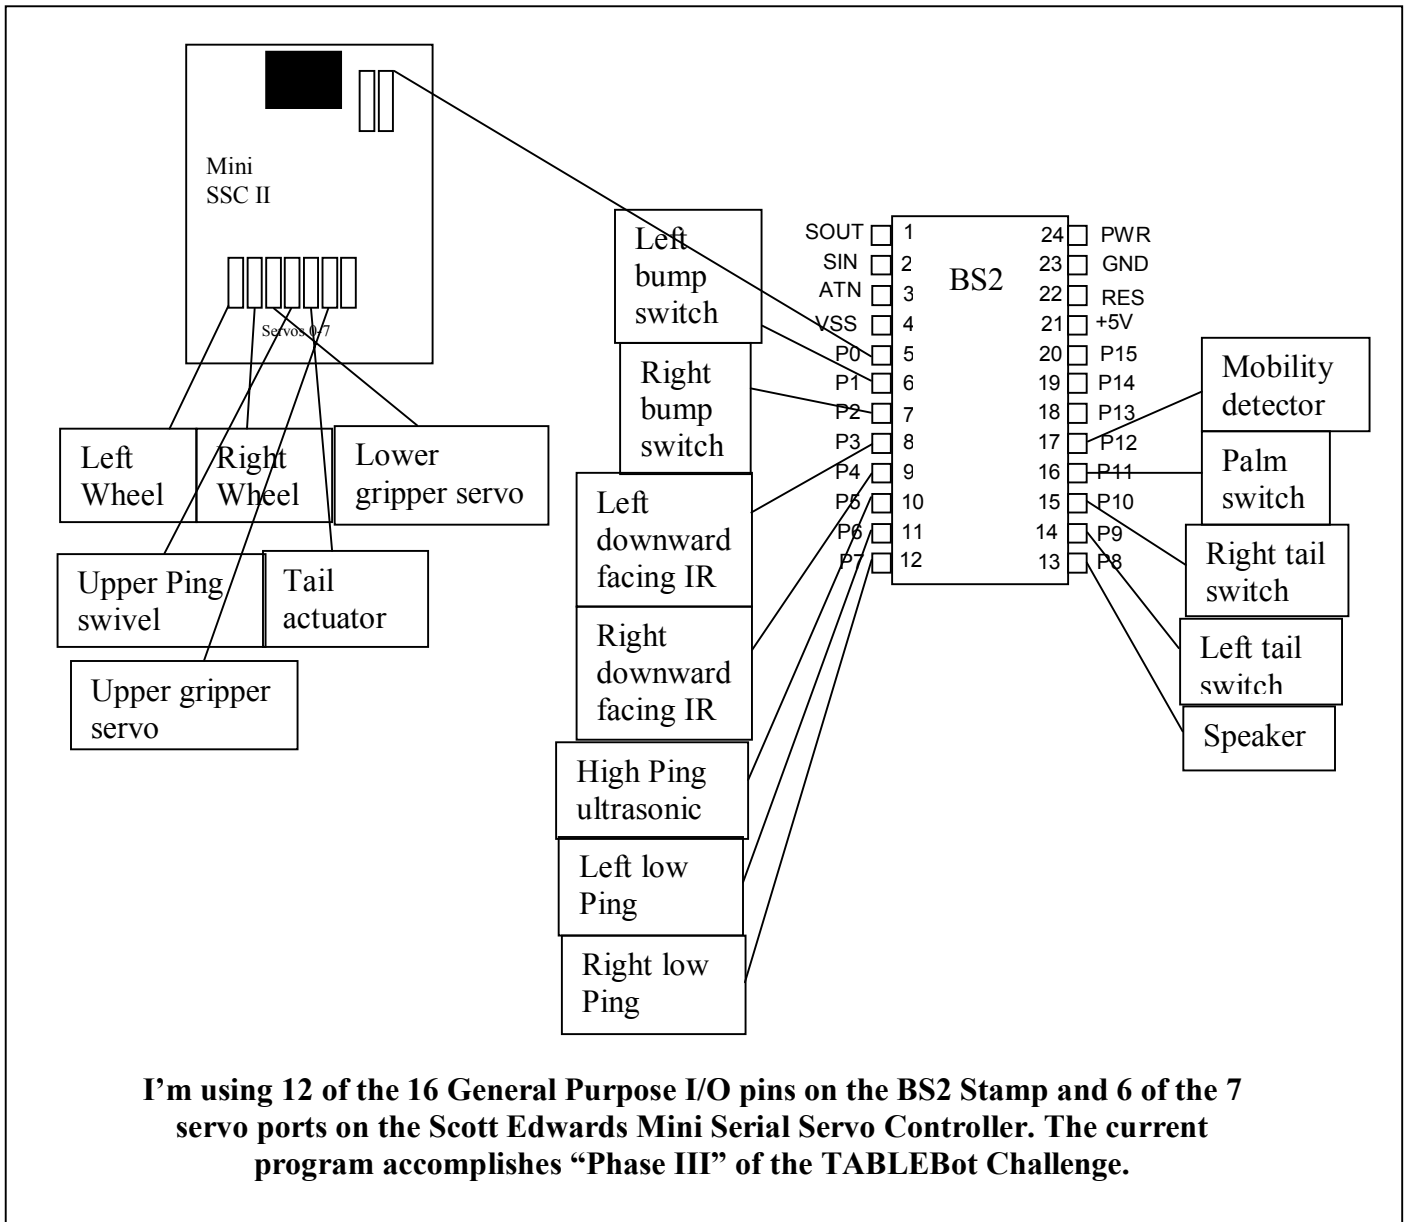 Mini
SSC II
Servos 0-7
Left
Wheel
Right
Wheel
Lower
gripper servo
Upper Ping
swivel
Tail
actuator
Upper gripper
servo
Left
bump
switch
Right
bump
switch
Left
downward
facing IR
Right
downward
facing IR
High Ping
ultrasonic
Left low
Ping
Right low
Ping
BS2
SOUT 1
SIN 2
ATN 3
VSS 4
P0 5
P1 6
P2 7
P3 8
P4 9
P5 10
P6 11
P7 12
24 PWR
23 GND
22 RES
21 +5V
20 P15
19 P14
18 P13
17 P12
16 P11
15 P10
14 P9
13 P8
Mobility
detector
Palm
switch
Right tail
switch
Left tail
switch
Speaker
I'm using 12 of the 16 General Purpose I/O pins on the BS2 Stamp and 6 of the 7
servo ports on the Scott Edwards Mini Serial Servo Controller. The current
program accomplishes “Phase III” of the TABLEBot Challenge.